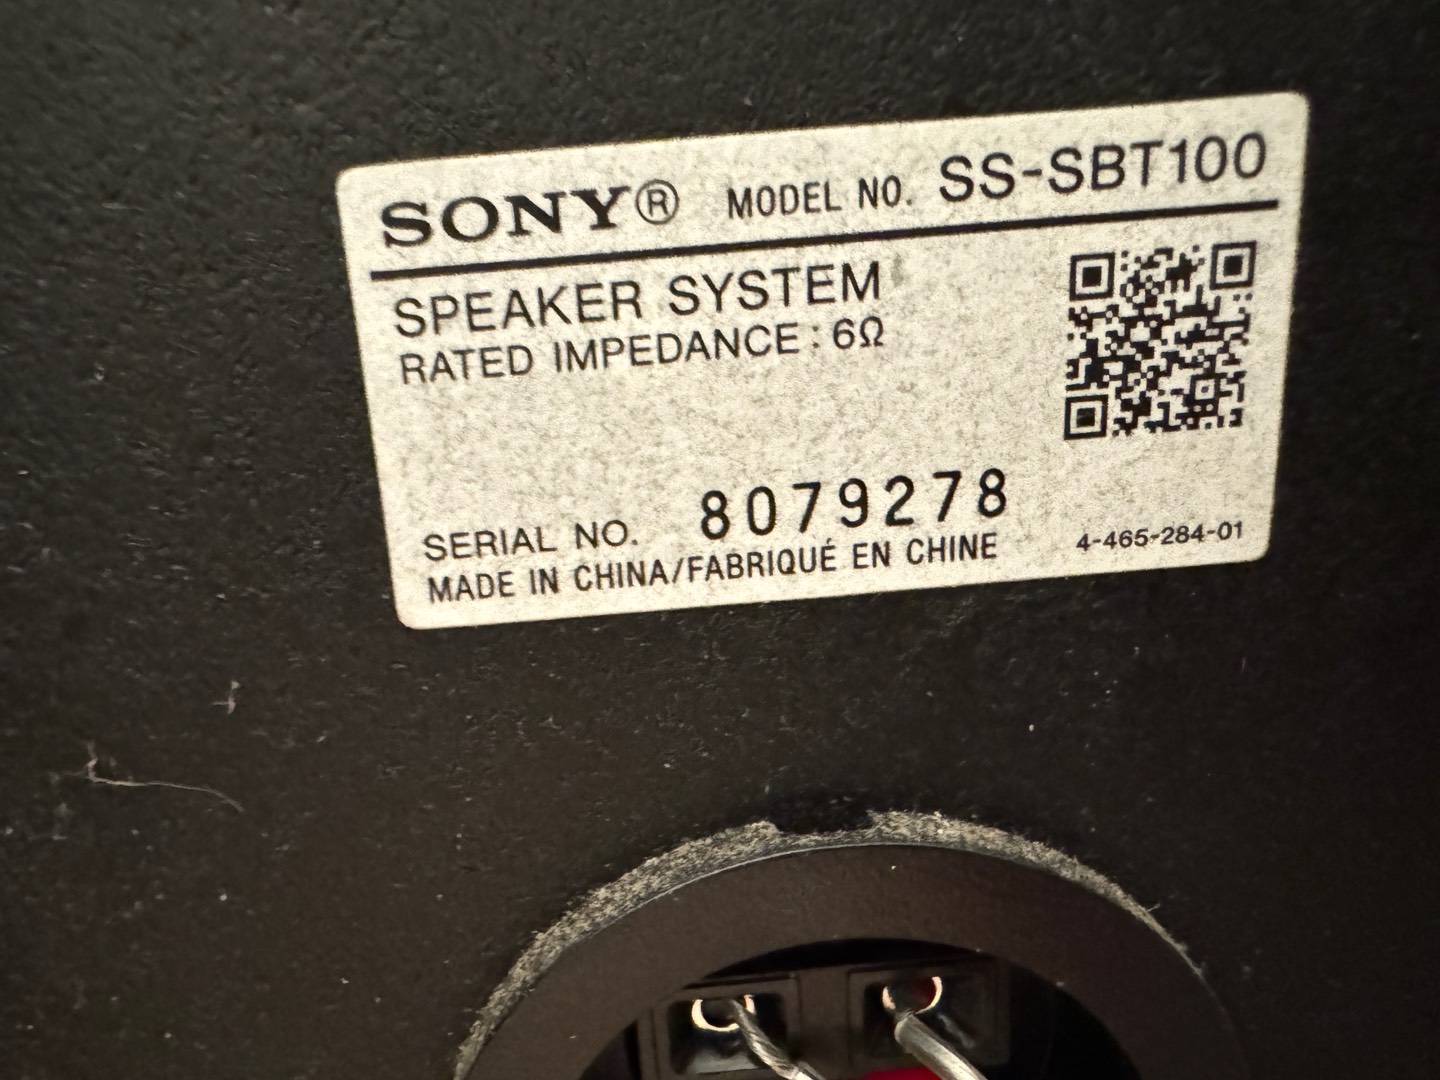 SONY® MODEL NO. SS-SBT100
SPEAKER SYSTEM
RATED IMPEDANCE : 6Ω
SERIAL NO. 8079278
MADE IN CHINA/FABRIQUÉ EN CHINE 4-465-284-01